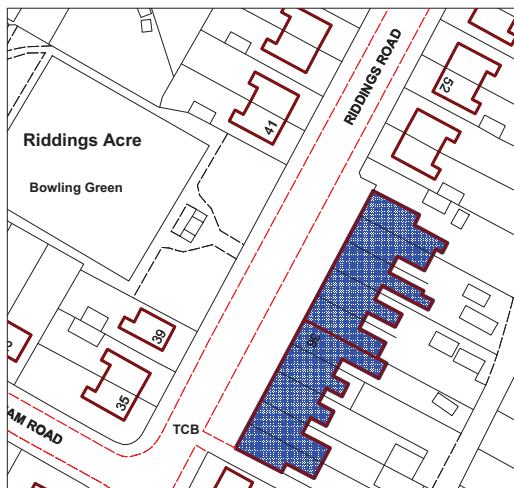 RIDDINGS ROAD
52
41
Riddings Acre
Bowling Green
39
35
AM ROAD
TCB